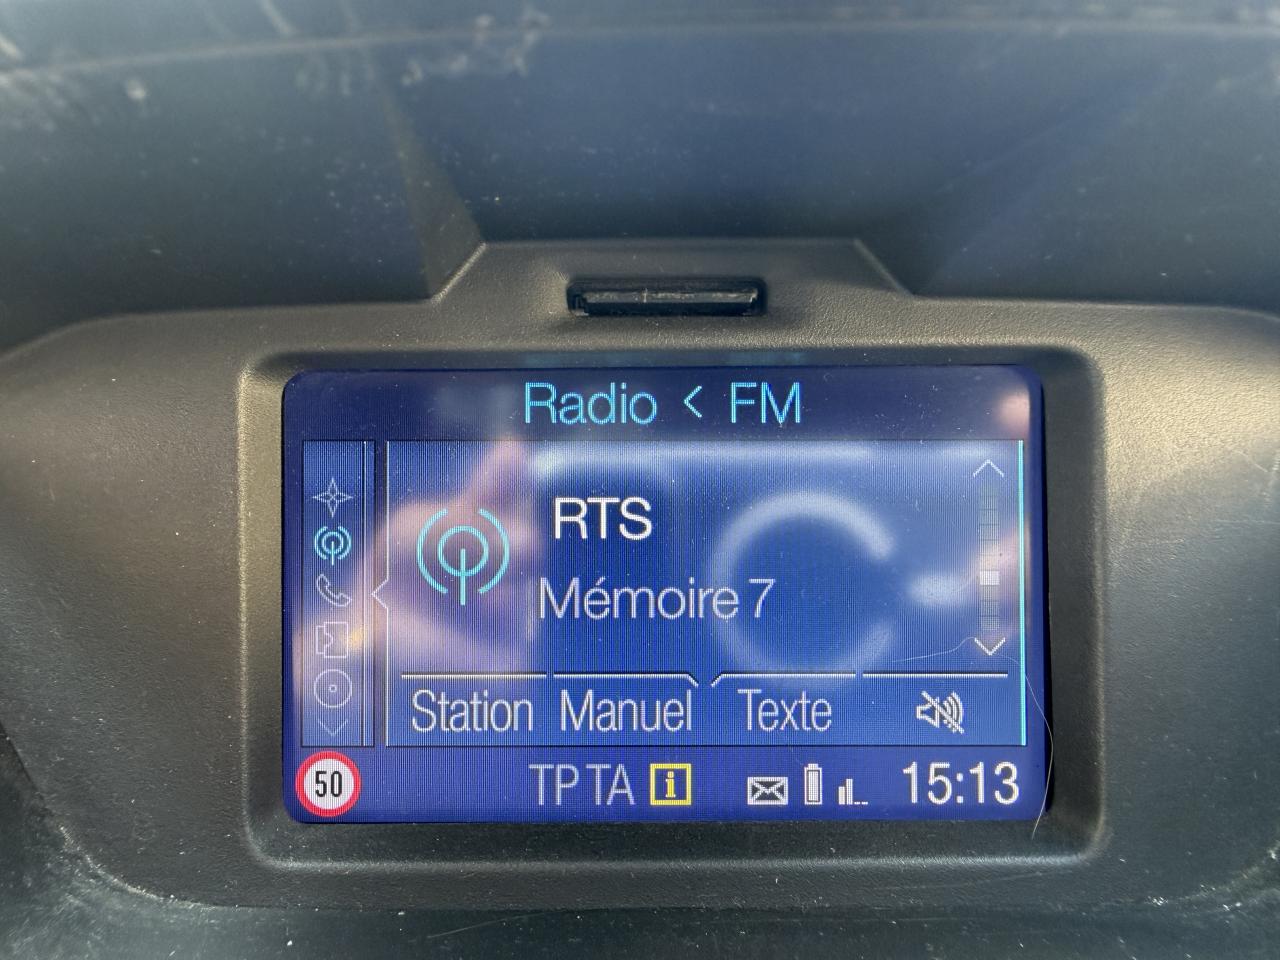 Radio < FM
RTS
Mémoire 7
Station Manuel Texte
50 TP TA i 15:13